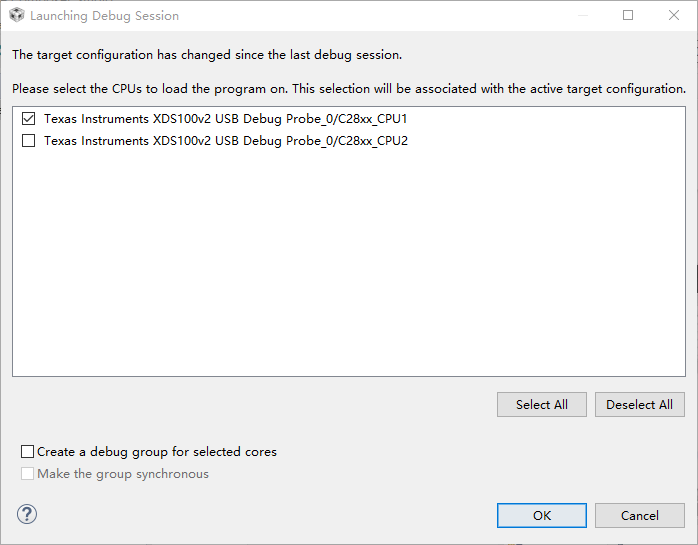 Launching Debug Session
The target configuration has changed since the last debug session.
Please select the CPUs to load the program on. This selection will be associated with the active target configuration.
Texas Instruments XDS100v2 USB Debug Probe_0/C28xx_CPU1
Texas Instruments XDS100v2 USB Debug Probe_0/C28xx_CPU2
Select All
Deselect All
Create a debug group for selected cores
Make the group synchronous
?
OK
Cancel